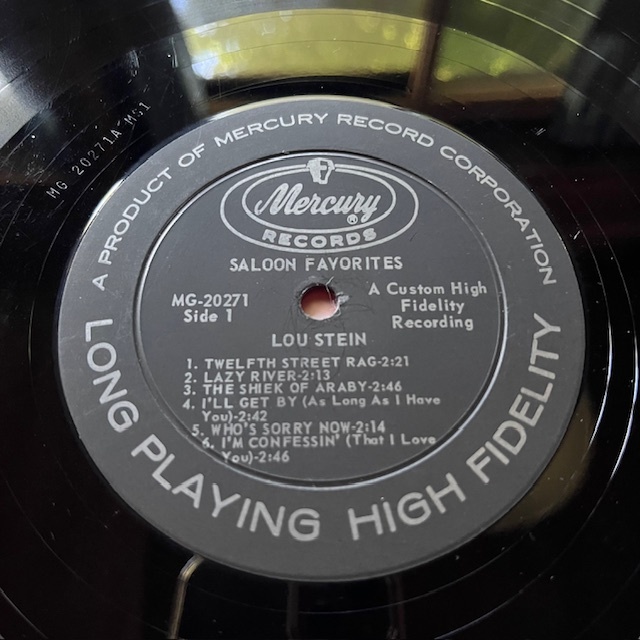 MG 20271A MG1
A PRODUCT OF MERCURY RECORD CORPORATION
Mercury ®
RECORDS
SALOON FAVORITES
MG-20271
Side 1
A Custom High
Fidelity
Recording
LOU STEIN
1. TWELFTH STREET RAG-2:21
2. LAZY RIVER-2:13
3. THE SHIEK OF ARABY-2:46
4. I'LL GET BY (As Long As I Have
You)-2:42
5. WHO'S SORRY NOW-2:14
6. I'M CONFESSIN' (That I Love
You)-2:46
LONG PLAYING HIGH FIDELITY